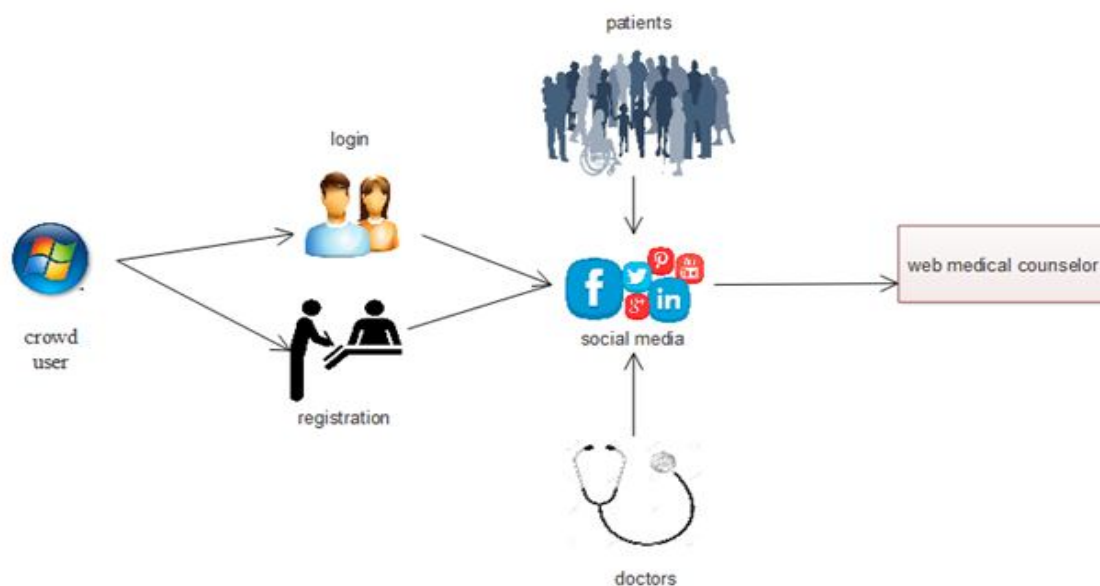 patients
login
crowd
user
registration
social media
web medical counselor
doctors